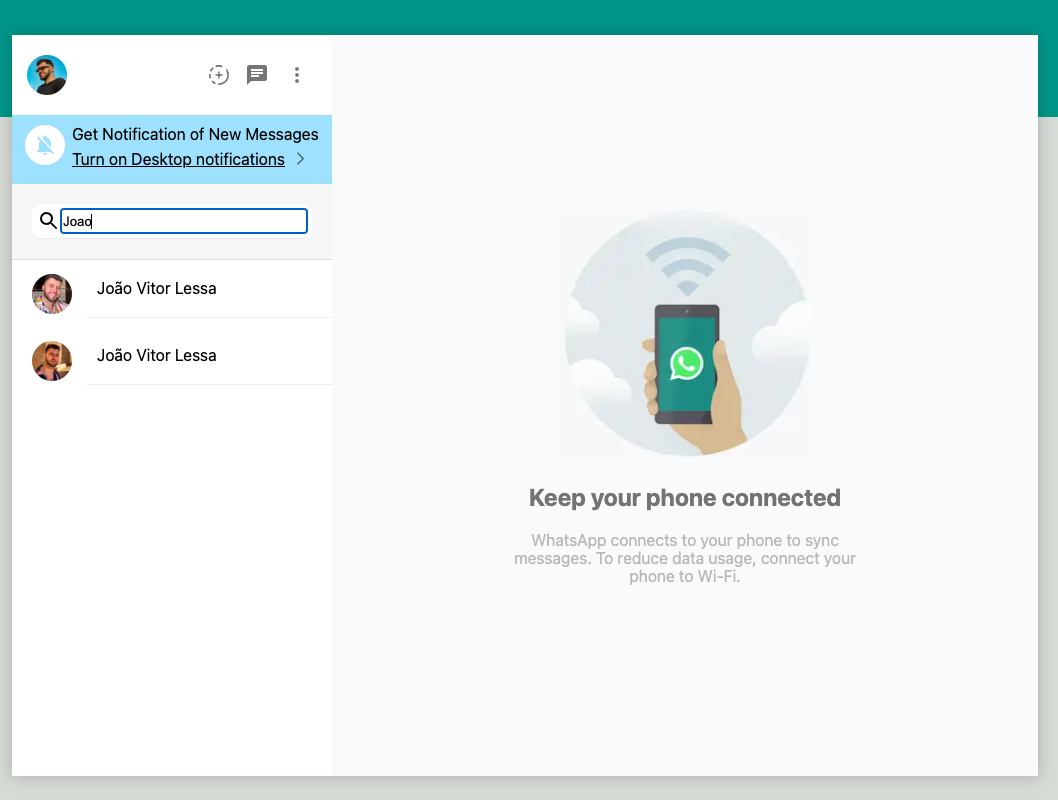 Get Notification of New Messages
Turn on Desktop notifications
Joao
João Vitor Lessa
João Vitor Lessa
Keep your phone connected
WhatsApp connects to your phone to sync
messages. To reduce data usage, connect your
phone to Wi-Fi.